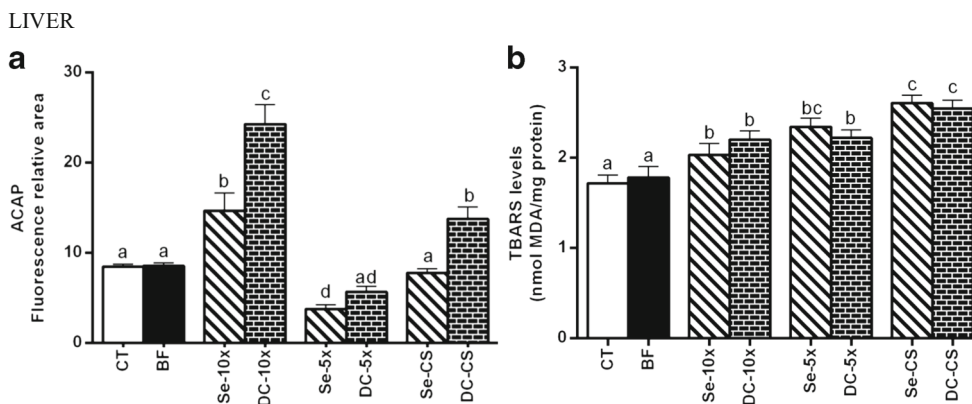 LIVER
a
ACAP
Fluorescence relative area
30
20
10
0
a
a
b
c
d
ad
a
b
CT
BF
Se-10x
DC-10x
Se-5x
DC-5x
Se-CS
DC-CS
b
TBARS levels
(nmol MDA/mg protein)
3
2
1
0
a
a
b
b
bc
b
c
c
CT
BF
Se-10x
DC-10x
Se-5x
DC-5x
Se-CS
DC-CS